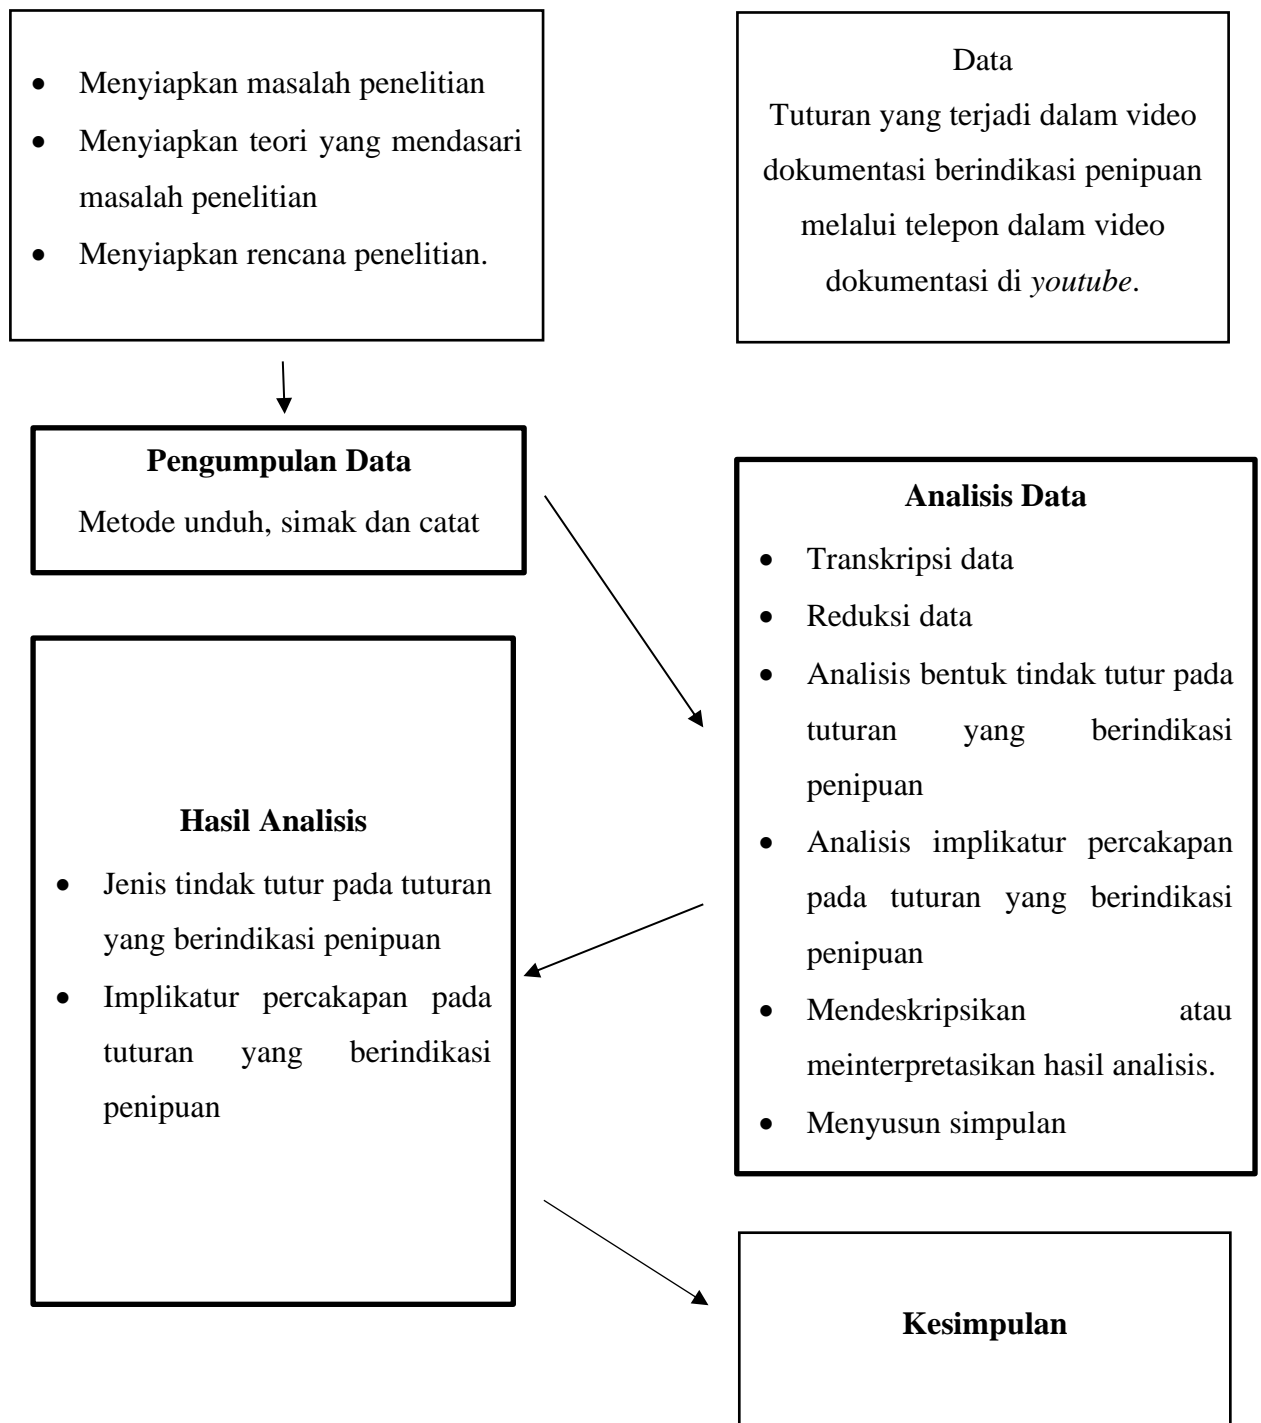 • Menyiapkan masalah penelitian
• Menyiapkan teori yang mendasari
masalah penelitian
• Menyiapkan rencana penelitian.
Data
Tuturan yang terjadi dalam video
dokumentasi berindikasi penipuan
melalui telepon dalam video
dokumentasi di youtube.
Pengumpulan Data
Metode unduh, simak dan catat
Analisis Data
• Transkripsi data
• Reduksi data
• Analisis bentuk tindak tutur pada
tuturan yang berindikasi
penipuan
• Analisis implikatur percakapan
pada tuturan yang berindikasi
penipuan
• Mendeskripsikan atau
meinterpretasikan hasil analisis.
• Menyusun simpulan
Hasil Analisis
• Jenis tindak tutur pada tuturan
yang berindikasi penipuan
• Implikatur percakapan pada
tuturan yang berindikasi
penipuan
Kesimpulan